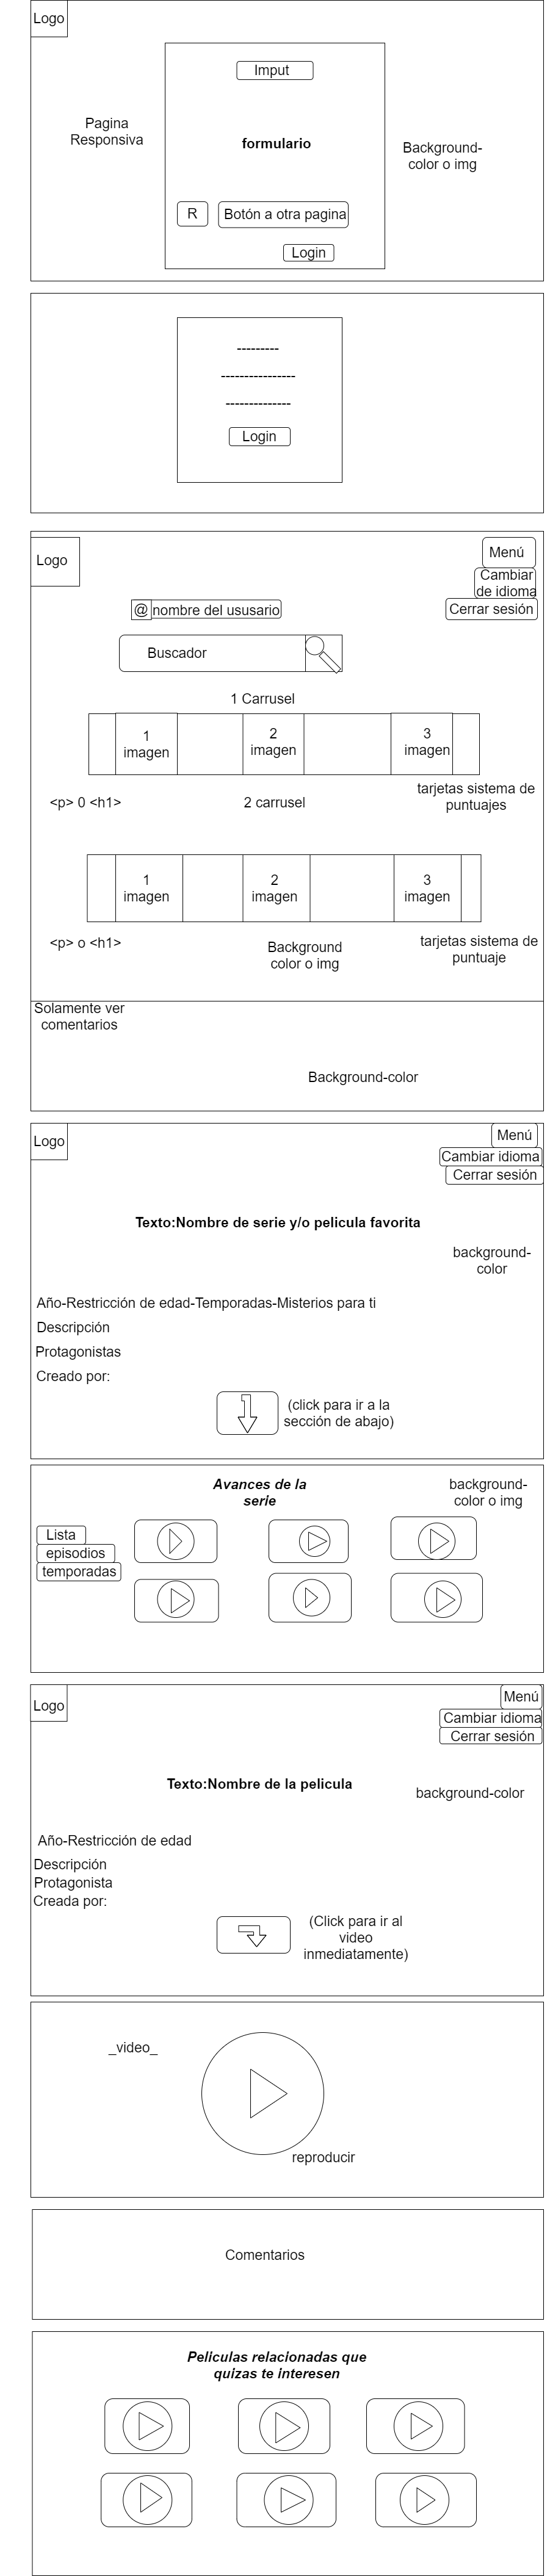 Logo
Imput
Pagina
Responsiva
formulario
Background-
color o img
R
Botón a otra pagina
Login
---------
----------------
--------------
Login
Logo
Menú
Cambiar
de idioma
Cerrar sesión
@ nombre del ususario
Buscador
1 Carrusel
1
imagen
2
imagen
3
imagen
<p> 0 <h1>
2 carrusel
tarjetas sistema de
puntuajes
1
imagen
2
imagen
3
imagen
<p> o <h1>
Background
color o img
tarjetas sistema de
puntuaje
Solamente ver
comentarios
Background-color
Logo
Menú
Cambiar idioma
Cerrar sesión
Texto:Nombre de serie y/o pelicula favorita
background-
color
Año-Restricción de edad-Temporadas-Misterios para ti
Descripción
Protagonistas
Creado por:
(click para ir a la
sección de abajo)
Avances de la
serie
background-
color o img
Lista
episodios
temporadas
Logo
Menú
Cambiar idioma
Cerrar sesión
Texto:Nombre de la pelicula
background-color
Año-Restricción de edad
Descripción
Protagonista
Creada por:
(Click para ir al
video
inmediatamente)
_video_
reproducir
Comentarios
Peliculas relacionadas que
quizas te interesen